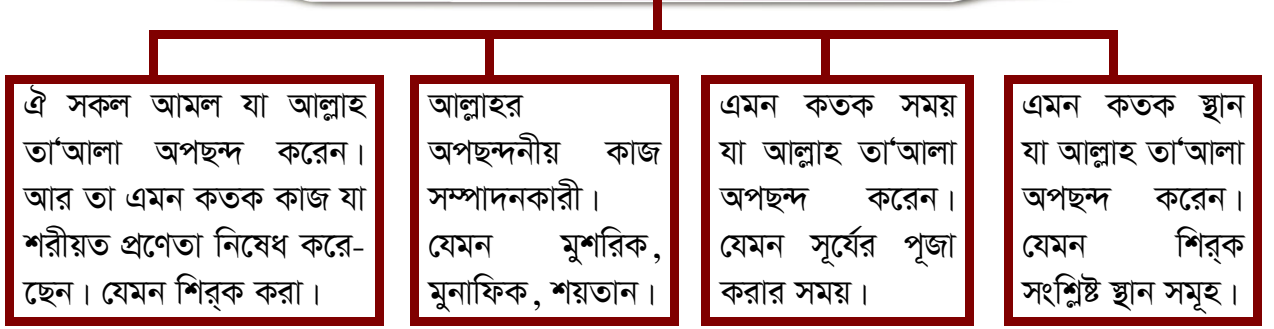 ঐ সকল আমল যা আল্লাহ
তা‘আলা অপছন্দ করেন।
আর তা এমন কতক কাজ যা
শরীয়ত প্রণেতা নিষেধ করে-
ছেন। যেমন শির্ক করা।
আল্লাহর
অপছন্দনীয় কাজ
সম্পাদনকারী।
যেমন মুশরিক,
মুনাফিক, শয়তান।
এমন কতক সময়
যা আল্লাহ তা‘আলা
অপছন্দ করেন।
যেমন সূর্যের পূজা
করার সময়।
এমন কতক স্থান
যা আল্লাহ তা‘আলা
অপছন্দ করেন।
যেমন শির্ক
সংশ্লিষ্ট স্থান সমূহ।